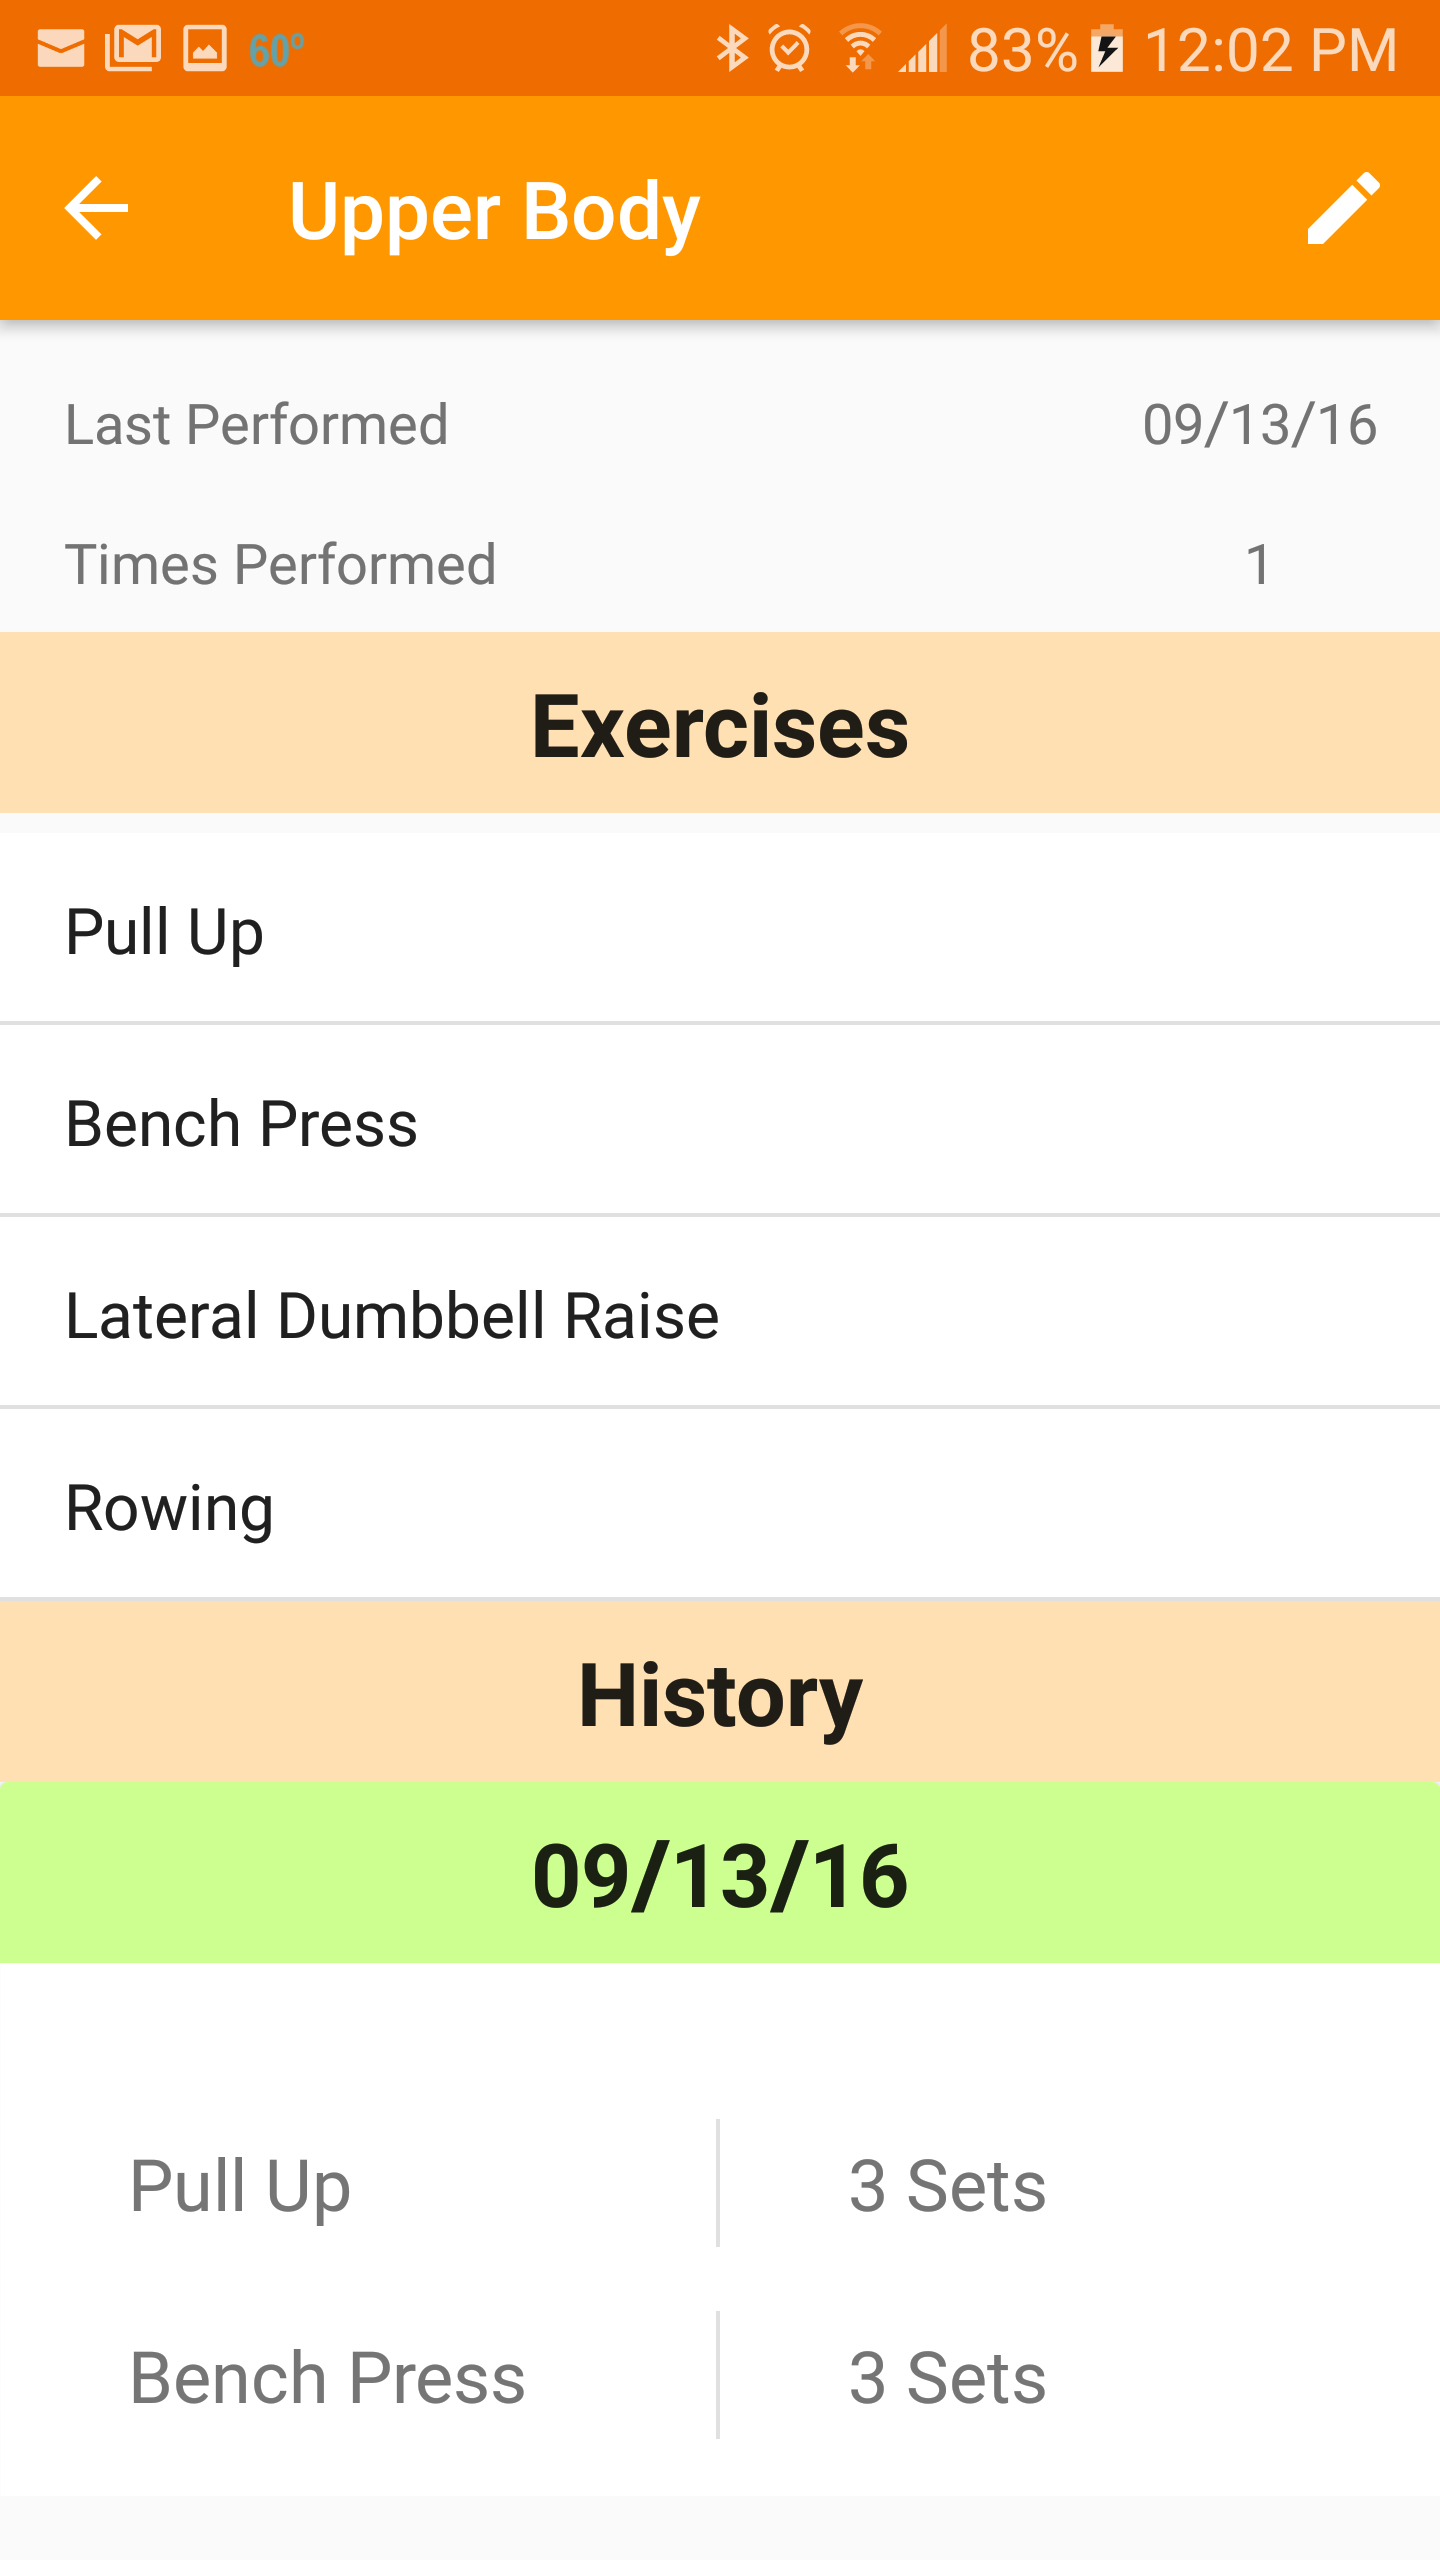 60° 83% 12:02 PM
Upper Body
Last Performed 09/13/16
Times Performed 1
Exercises
Pull Up
Bench Press
Lateral Dumbbell Raise
Rowing
History
09/13/16
Pull Up 3 Sets
Bench Press 3 Sets